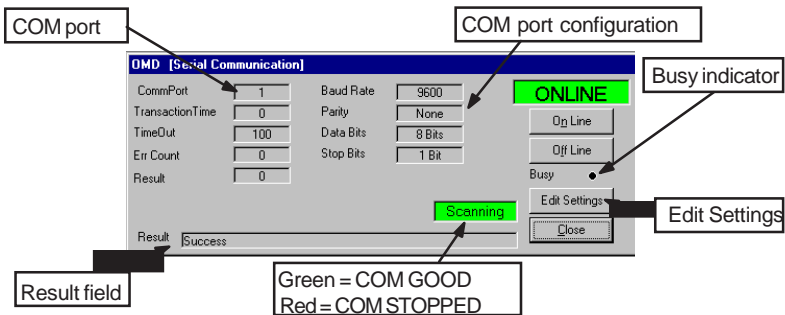 COM port
COM port configuration
Busy indicator
OMD [Serial Communication]
CommPort 1 Baud Rate 9600 ONLINE
TransactionTime 0 Parity None On Line
TimeOut 100 Data Bits 8 Bits
Err Count 0 Stop Bits 1 Bit Off Line
Result 0 Busy
Scanning Edit Settings
Edit Settings
Result Success Close
Result field
Green = COM GOOD
Red = COM STOPPED